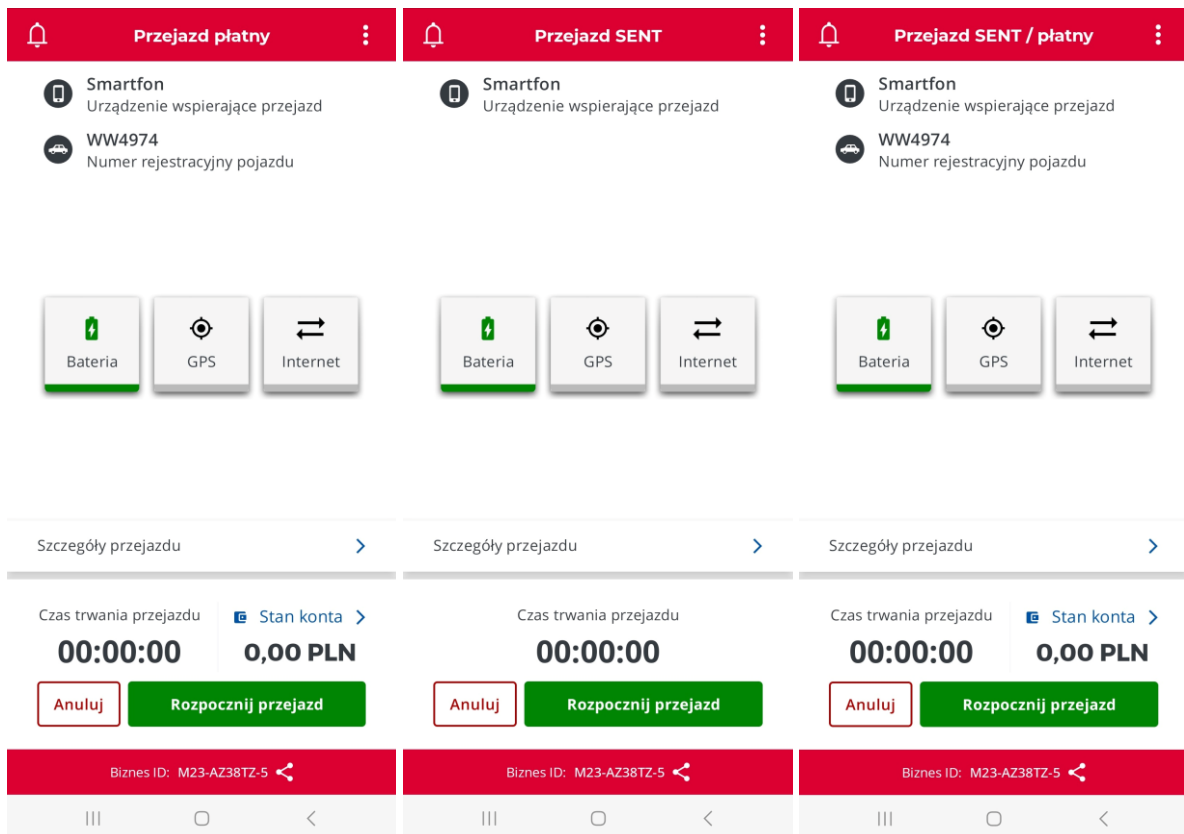 Przejazd płatny
Smartfon
Urządzenie wspierające przejazd
WW4974
Numer rejestracyjny pojazdu
Bateria
GPS
Internet
Szczegóły przejazdu
Czas trwania przejazdu
Stan konta
00:00:00
0,00 PLN
Anuluj
Rozpocznij przejazd
Biznes ID: M23-AZ38TZ-5
Przejazd SENT
Smartfon
Urządzenie wspierające przejazd
Bateria
GPS
Internet
Szczegóły przejazdu
Czas trwania przejazdu
00:00:00
Anuluj
Rozpocznij przejazd
Biznes ID: M23-AZ38TZ-5
Przejazd SENT / płatny
Smartfon
Urządzenie wspierające przejazd
WW4974
Numer rejestracyjny pojazdu
Bateria
GPS
Internet
Szczegóły przejazdu
Czas trwania przejazdu
Stan konta
00:00:00
0,00 PLN
Anuluj
Rozpocznij przejazd
Biznes ID: M23-AZ38TZ-5